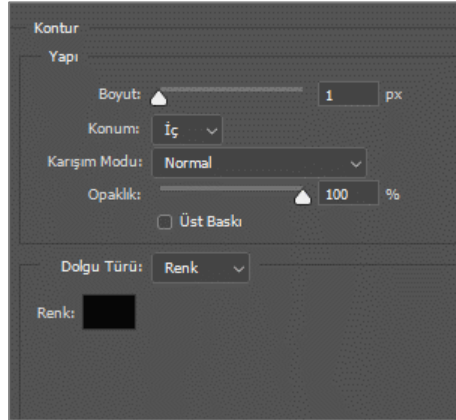 Kontur
Yapı
Boyut: 1 px
Konum: İç
Karışım Modu: Normal
Opaklık: 100 %
Üst Baskı
Dolgu Türü: Renk
Renk: